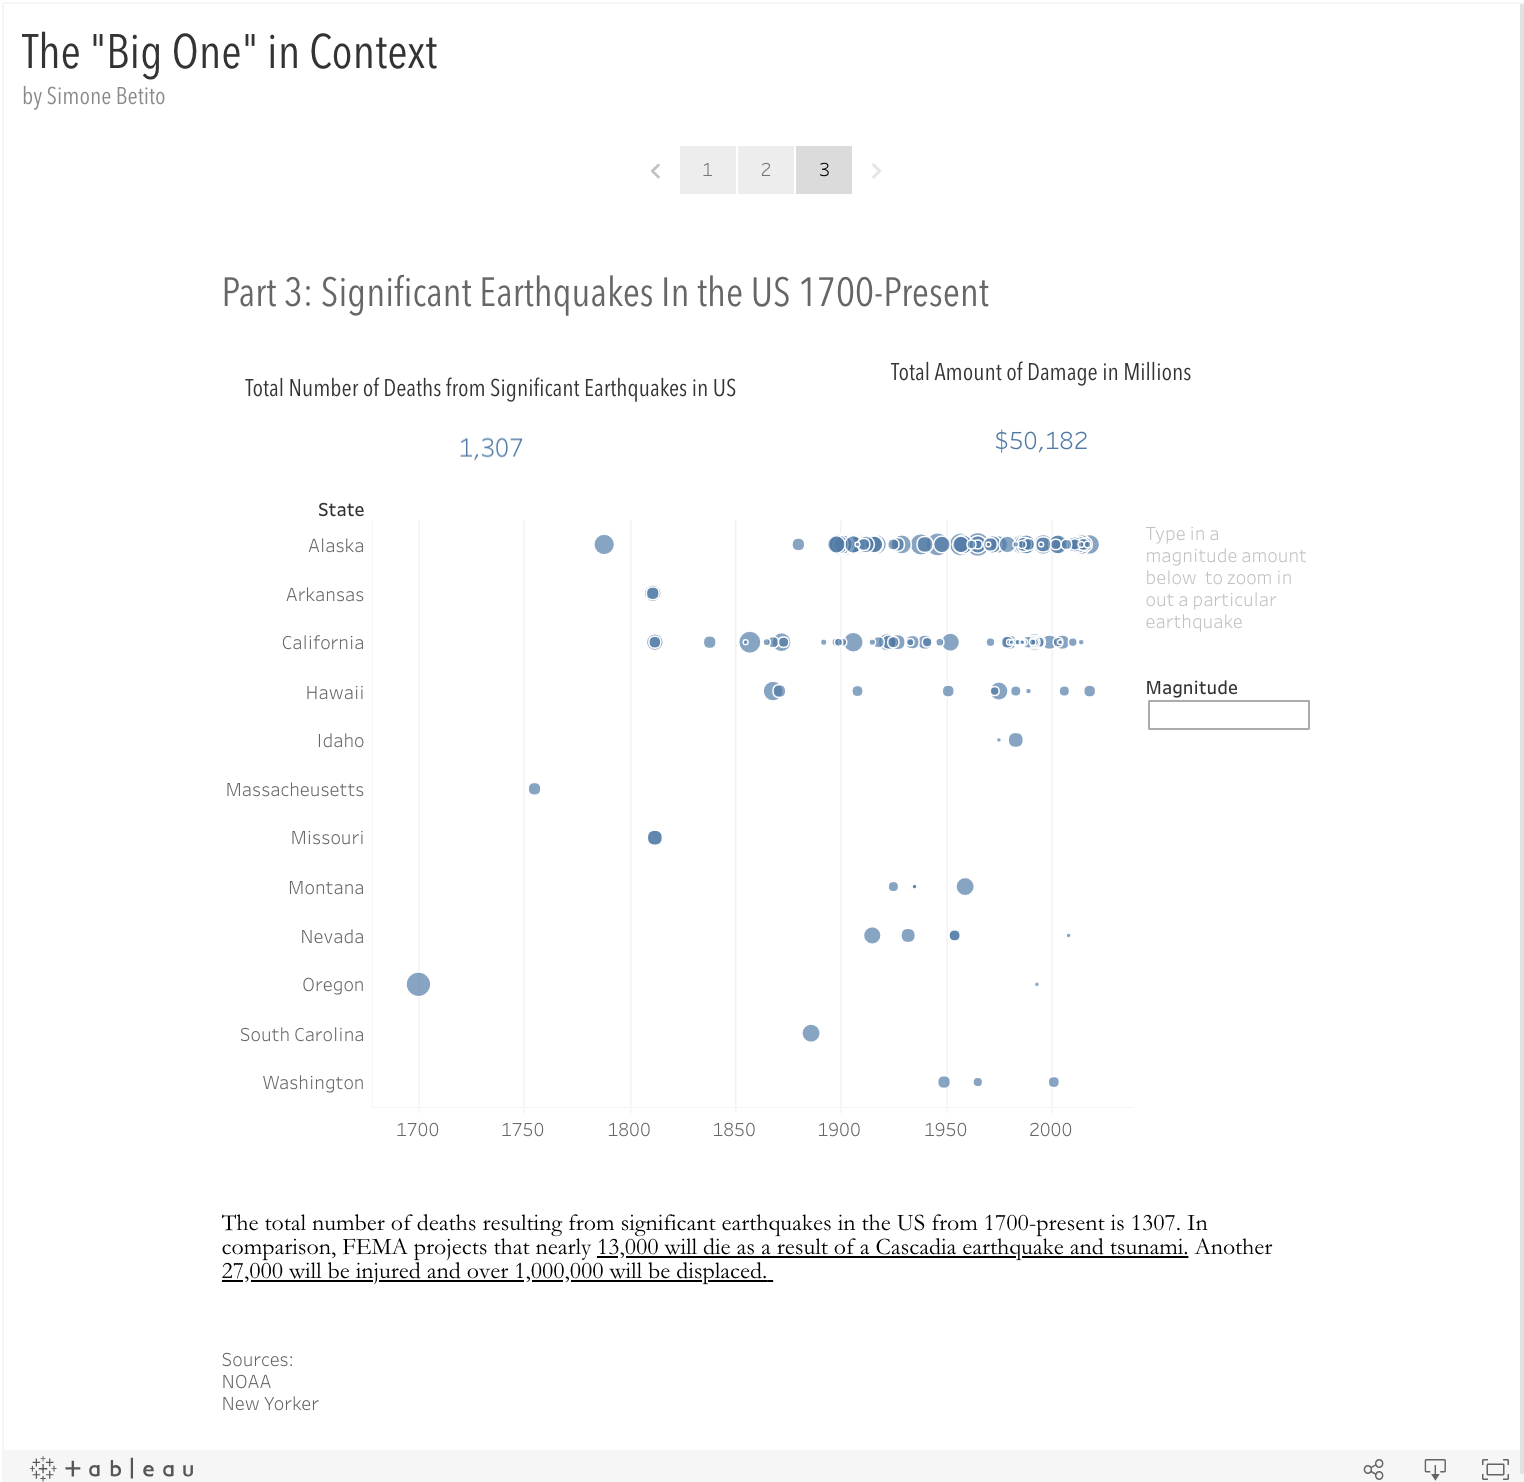 The "Big One" in Context
by Simone Betito
1 2 3
Part 3: Significant Earthquakes In the US 1700-Present
Total Number of Deaths from Significant Earthquakes in US
Total Amount of Damage in Millions
1,307
$50,182
State
Alaska
Arkansas
California
Hawaii
Idaho
Massacheusetts
Missouri
Montana
Nevada
Oregon
South Carolina
Washington
1700 1750 1800 1850 1900 1950 2000
Type in a
magnitude amount
below to zoom in
out a particular
earthquake
Magnitude
The total number of deaths resulting from significant earthquakes in the US from 1700-present is 1307. In
comparison, FEMA projects that nearly 13,000 will die as a result of a Cascadia earthquake and tsunami. Another
27,000 will be injured and over 1,000,000 will be displaced.
Sources:
NOAA
New Yorker
+ableau